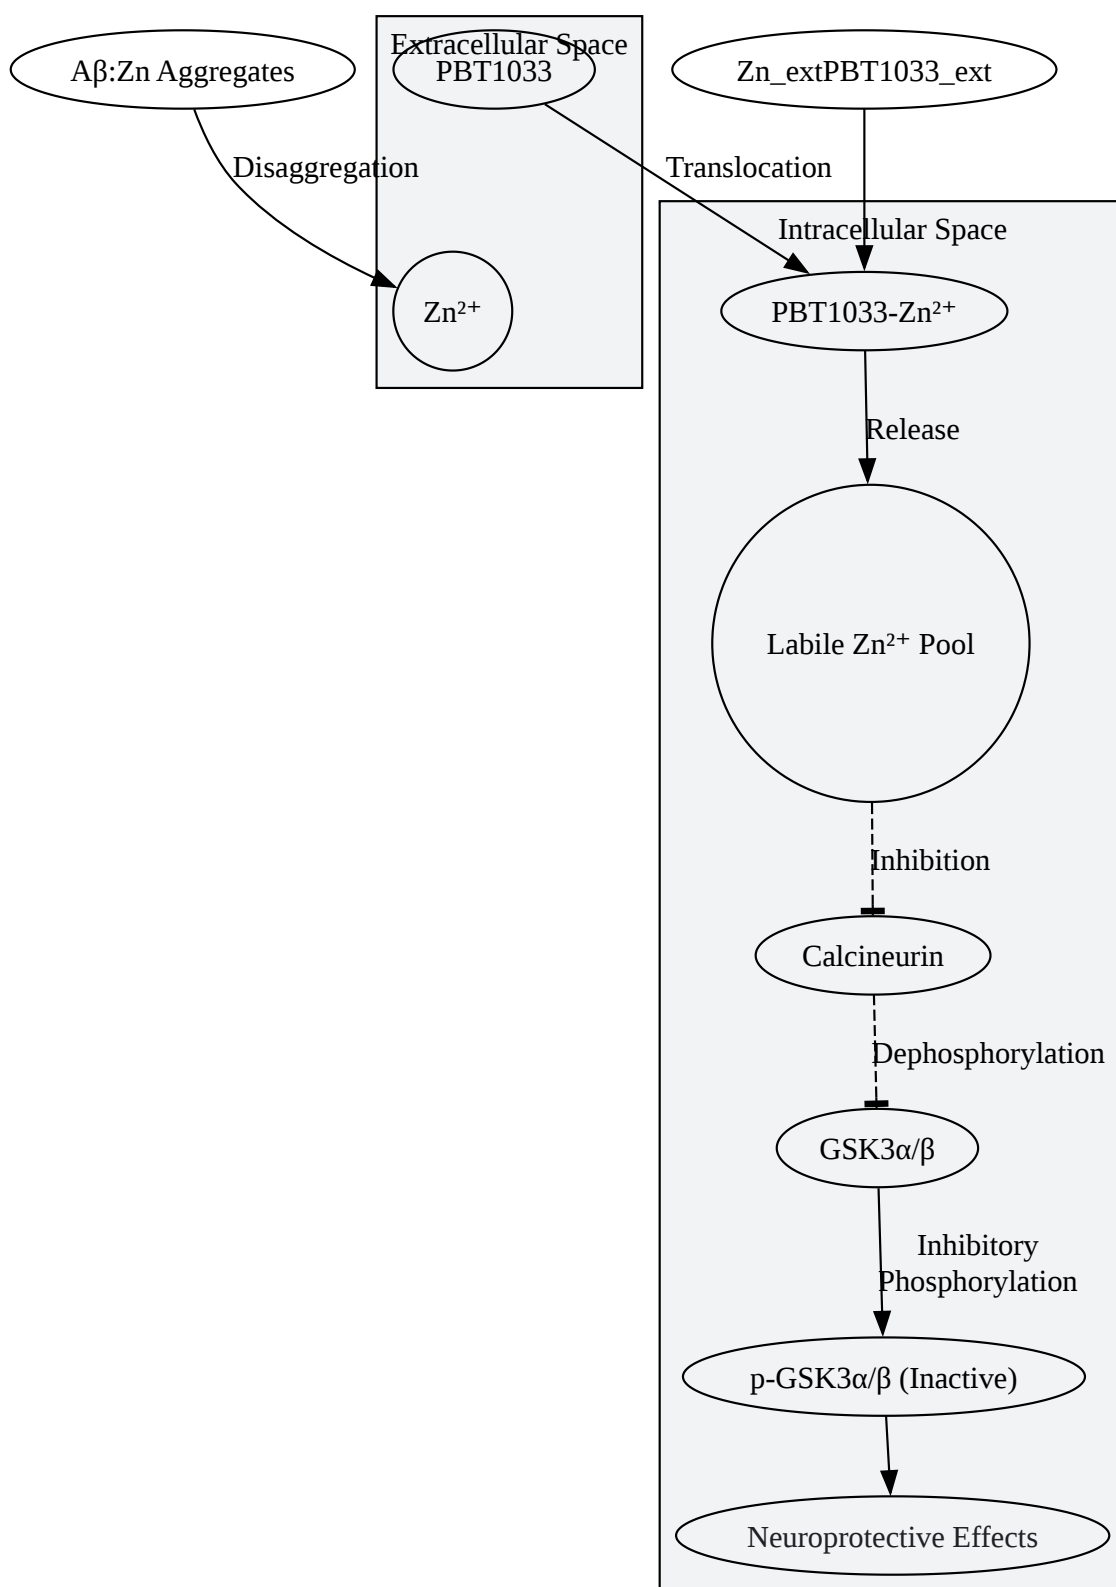 Extracellular Space
Aβ:Zn Aggregates
PBT1033
Zn_extPBT1033_ext
Disaggregation
Translocation
Intracellular Space
Zn²⁺
PBT1033-Zn²⁺
Release
Labile Zn²⁺ Pool
Inhibition
Calcineurin
Dephosphorylation
GSK3α/β
Inhibitory
Phosphorylation
p-GSK3α/β (Inactive)
Neuroprotective Effects